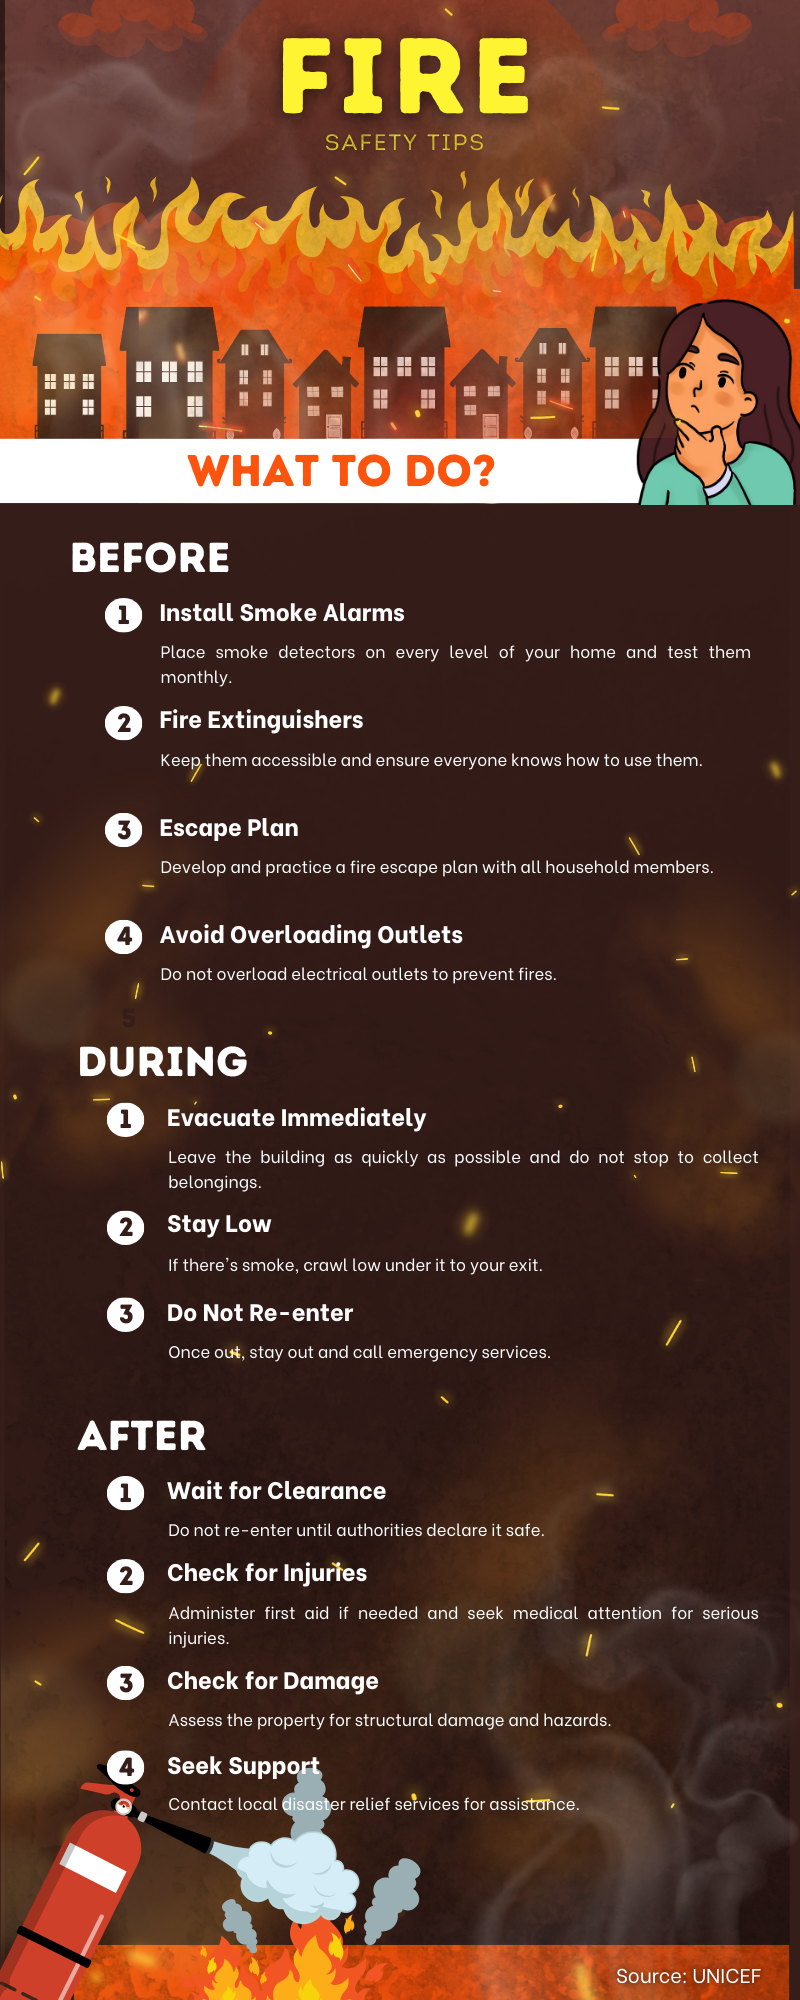 FIRE
SAFETY TIPS
WHAT TO DO?
BEFORE
1 Install Smoke Alarms
Place smoke detectors on every level of your home and test them
monthly.
2 Fire Extinguishers
Keep them accessible and ensure everyone knows how to use them.
3 Escape Plan
Develop and practice a fire escape plan with all household members.
4 Avoid Overloading Outlets
Do not overload electrical outlets to prevent fires.
5
DURING
1 Evacuate Immediately
Leave the building as quickly as possible and do not stop to collect
belongings.
2 Stay Low
If there's smoke, crawl low under it to your exit.
3 Do Not Re-enter
Once out, stay out and call emergency services.
AFTER
1 Wait for Clearance
Do not re-enter until authorities declare it safe.
2 Check for Injuries
Administer first aid if needed and seek medical attention for serious
injuries.
3 Check for Damage
Assess the property for structural damage and hazards.
4 Seek Support
Contact local disaster relief services for assistance.
Source: UNICEF